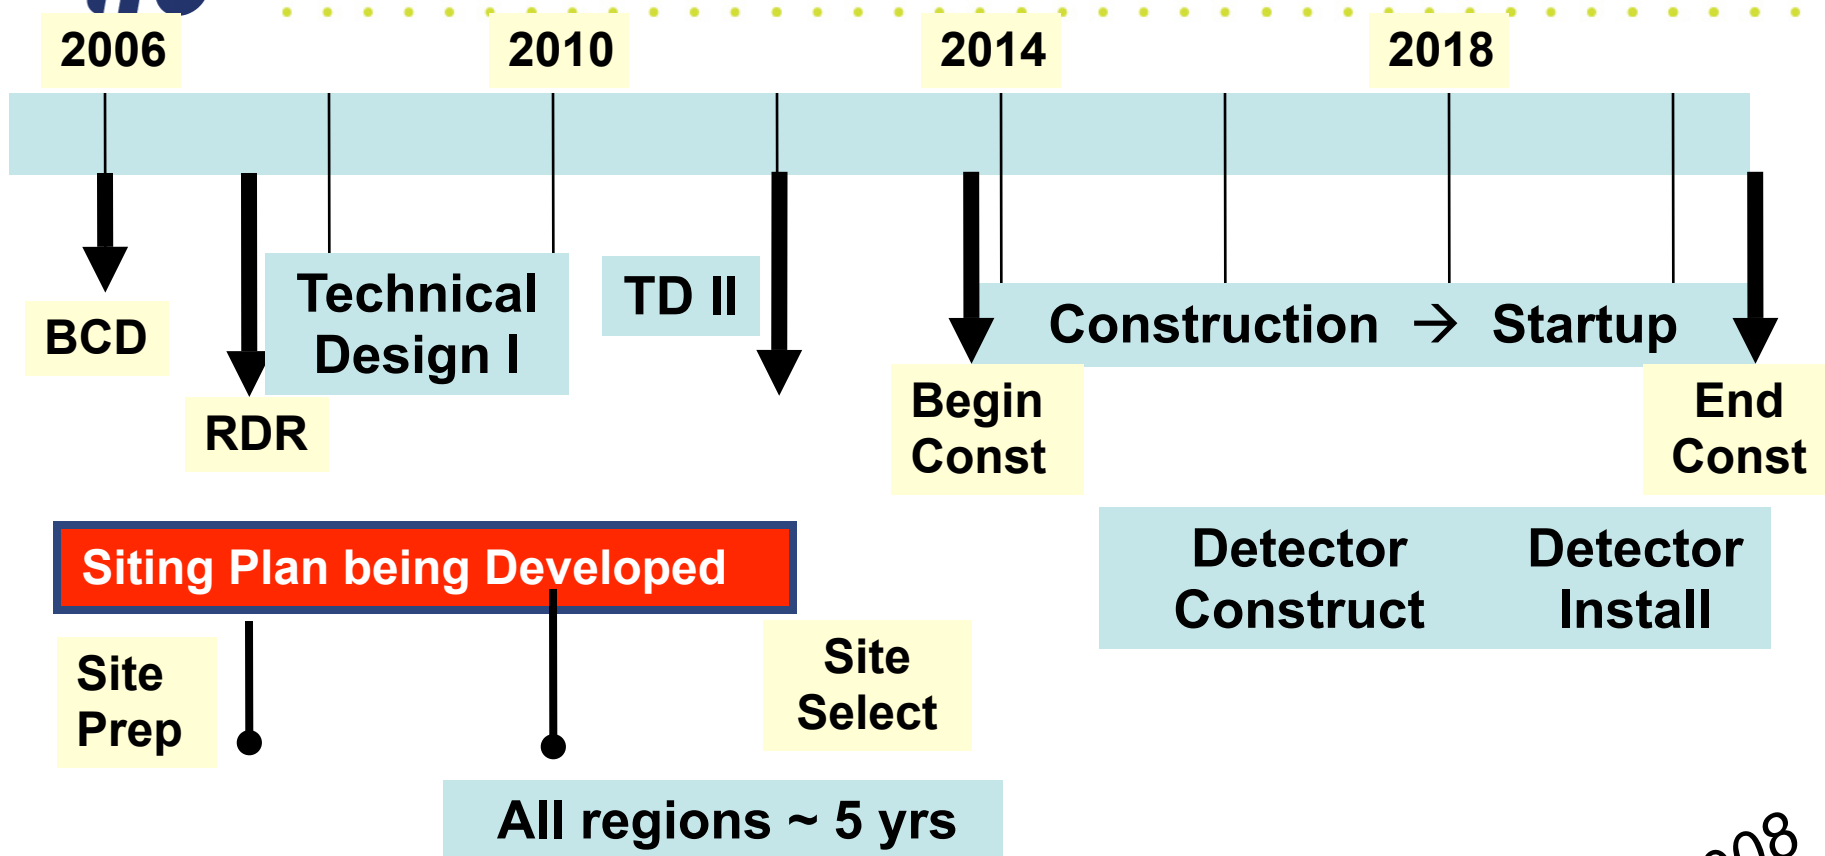 2006 2010 2014 2018
BCD
RDR
Technical
Design I
TD II
Construction → Startup
Begin
Const
End
Const
Siting Plan being Developed
Detector
Construct
Detector
Install
Site
Prep
Site
Select
All regions ~ 5 yrs